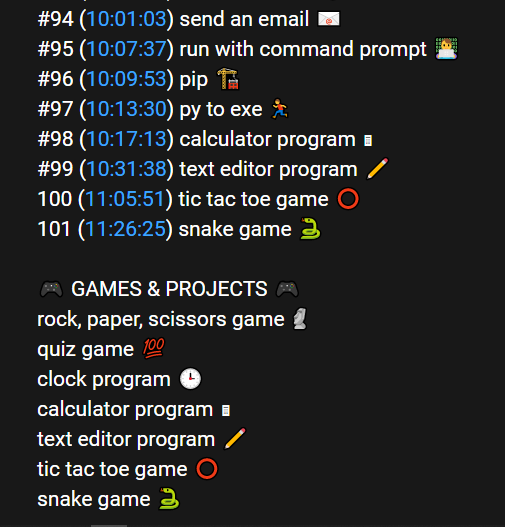 #94 (10:01:03) send an email 💌
#95 (10:07:37) run with command prompt 👨‍💻
#96 (10:09:53) pip 🏗️
#97 (10:13:30) py to exe 🏃
#98 (10:17:13) calculator program 🖩
#99 (10:31:38) text editor program ✏️
100 (11:05:51) tic tac toe game ⭕
101 (11:26:25) snake game 🐍
🎮 GAMES & PROJECTS 🎮
rock, paper, scissors game 🗿
quiz game 💯
clock program 🕒
calculator program 🖩
text editor program ✏️
tic tac toe game ⭕
snake game 🐍